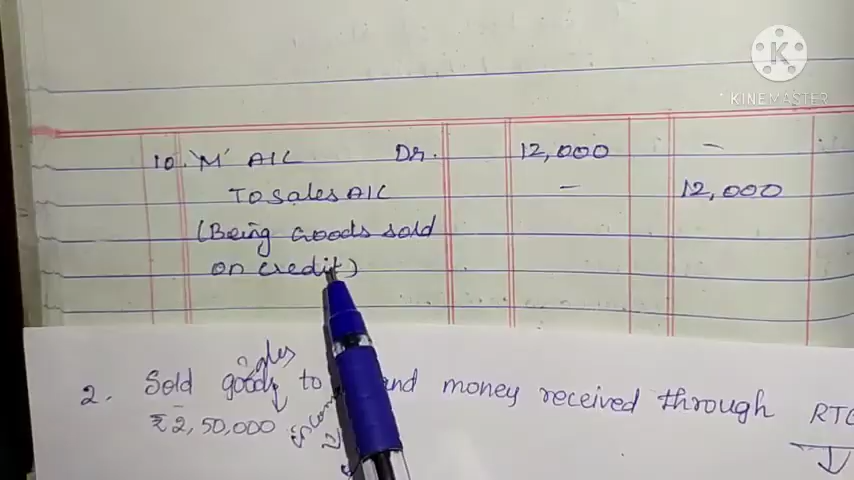 K
KINEMASTER
10. 'M' A/C Dr. 12,000 -
To Sales A/C - 12,000
(Being Goods sold
on credit)
sales
2. Sold goods to and money received through
₹2,50,000